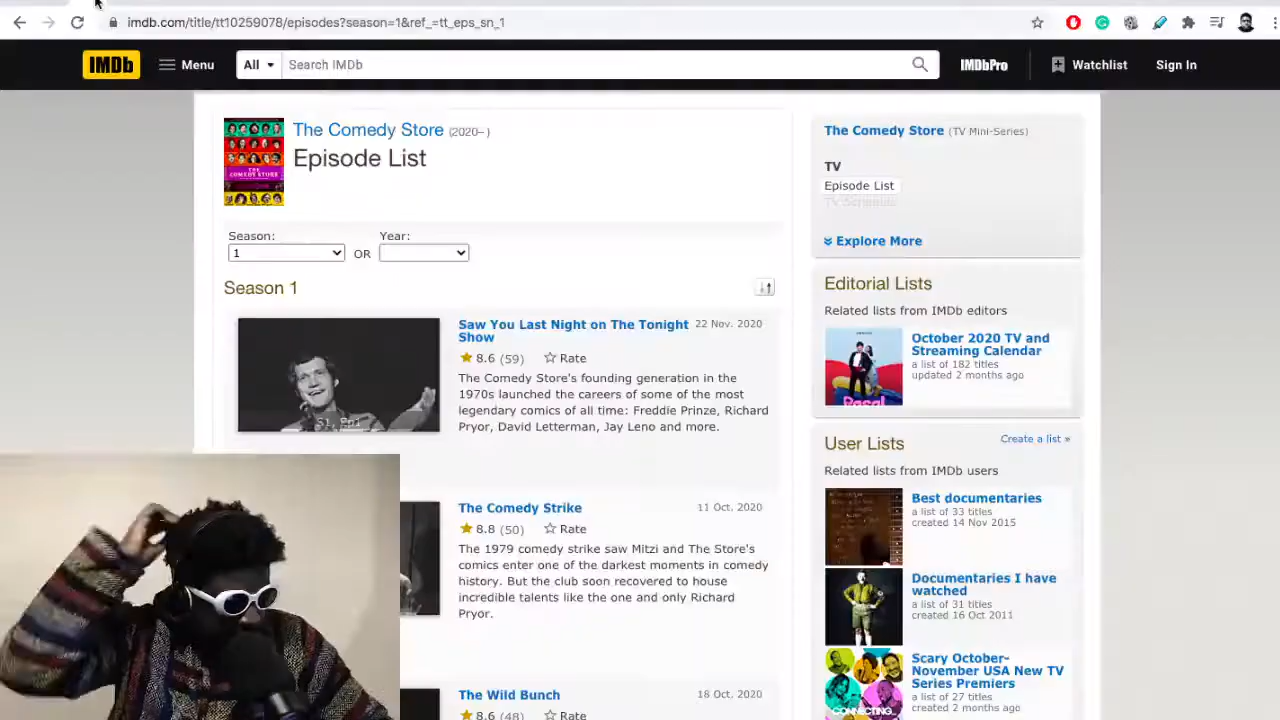 imdb.com/title/tt10259078/episodes?season=1&ref_=tt_eps_sn_1
IMDb
Menu
All
Search IMDb
IMDbPro
Watchlist
Sign In
The Comedy Store (2020– )
Episode List
THE COMEDY STORE
Season:
Year:
1
OR
Season 1
Saw You Last Night on The Tonight
Show
22 Nov. 2020
8.6 (59)
Rate
The Comedy Store's founding generation in the
1970s launched the careers of some of the most
legendary comics of all time: Freddie Prinze, Richard
Pryor, David Letterman, Jay Leno and more.
S1, Ep1
The Comedy Strike
11 Oct. 2020
8.8 (50)
Rate
The 1979 comedy strike saw Mitzi and The Store's
comics enter one of the darkest moments in comedy
history. But the club soon recovered to house
incredible talents like the one and only Richard
Pryor.
The Wild Bunch
18 Oct. 2020
8.6 (48)
Rate
The Comedy Store (TV Mini-Series)
TV
Episode List
TV Schedule
Explore More
Editorial Lists
Related lists from IMDb editors
October 2020 TV and
Streaming Calendar
a list of 182 titles
updated 2 months ago
User Lists
Create a list »
Related lists from IMDb users
Best documentaries
a list of 33 titles
created 14 Nov 2015
Documentaries I have
watched
a list of 31 titles
created 16 Oct 2011
Scary October-
November USA New TV
Series Premiers
a list of 27 titles
CONNECTING...